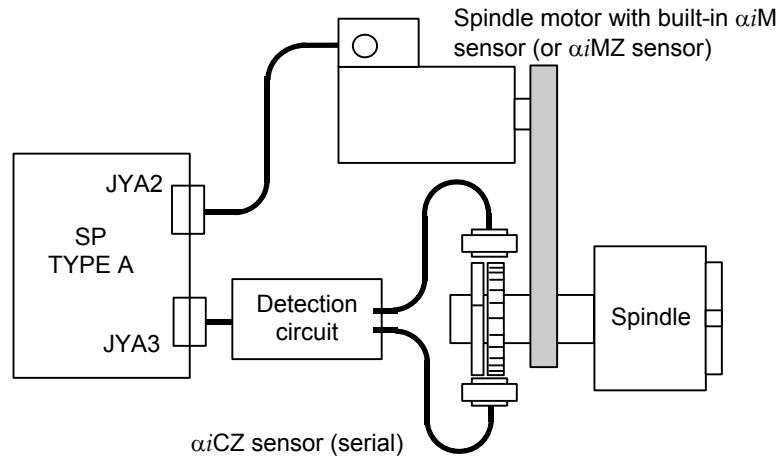 Spindle motor with built-in αiM
sensor (or αiMZ sensor)
JYA2
SP
TYPE A
JYA3
Detection
circuit
Spindle
αiCZ sensor (serial)